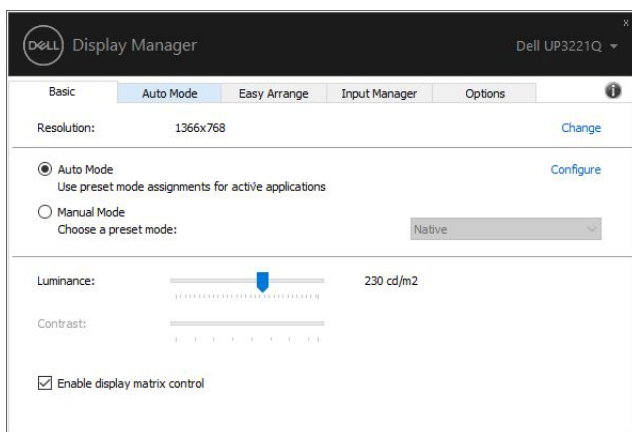 DELL Display Manager Dell UP3221Q
x
Basic Auto Mode Easy Arrange Input Manager Options i
Resolution: 1366x768 Change
Auto Mode Configure
Use preset mode assignments for active applications
Manual Mode
Choose a preset mode: Native
Luminance: 230 cd/m2
Contrast:
Enable display matrix control